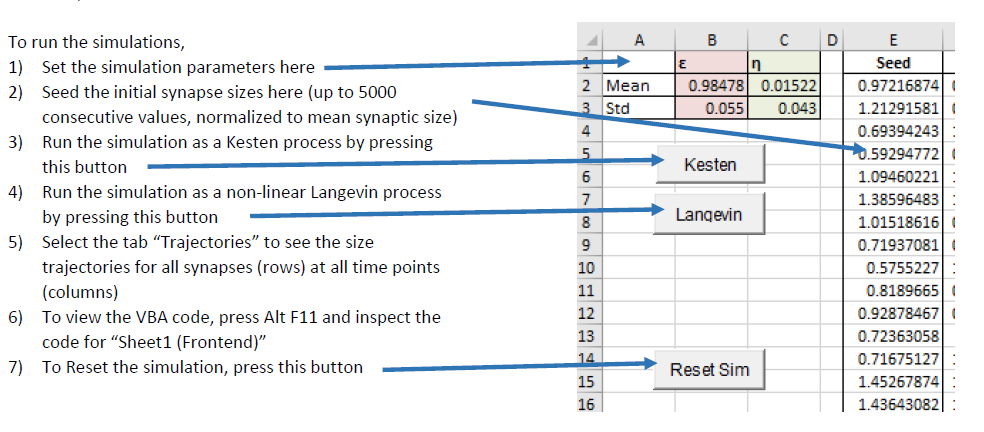 To run the simulations,
1) Set the simulation parameters here
2) Seed the initial synapse sizes here (up to 5000
consecutive values, normalized to mean synaptic size)
3) Run the simulation as a Kesten process by pressing
this button
4) Run the simulation as a non-linear Langevin process
by pressing this button
5) Select the tab “Trajectories” to see the size
trajectories for all synapses (rows) at all time points
(columns)
6) To view the VBA code, press Alt F11 and inspect the
code for “Sheet1 (Frontend)”
7) To Reset the simulation, press this button
A B C D E
1 ε η Seed
2 Mean 0.98478 0.01522 0.97216874
3 Std 0.055 0.043 1.21291581
4 0.69394243
5 0.59294772
Kesten
6 1.09460221
7 1.38596483
Langevin
8 1.01518616
9 0.71937081
10 0.5755227
11 0.8189665
12 0.92878467
13 0.72363058
14 0.71675127
Reset Sim
15 1.45267874
16 1.43643082